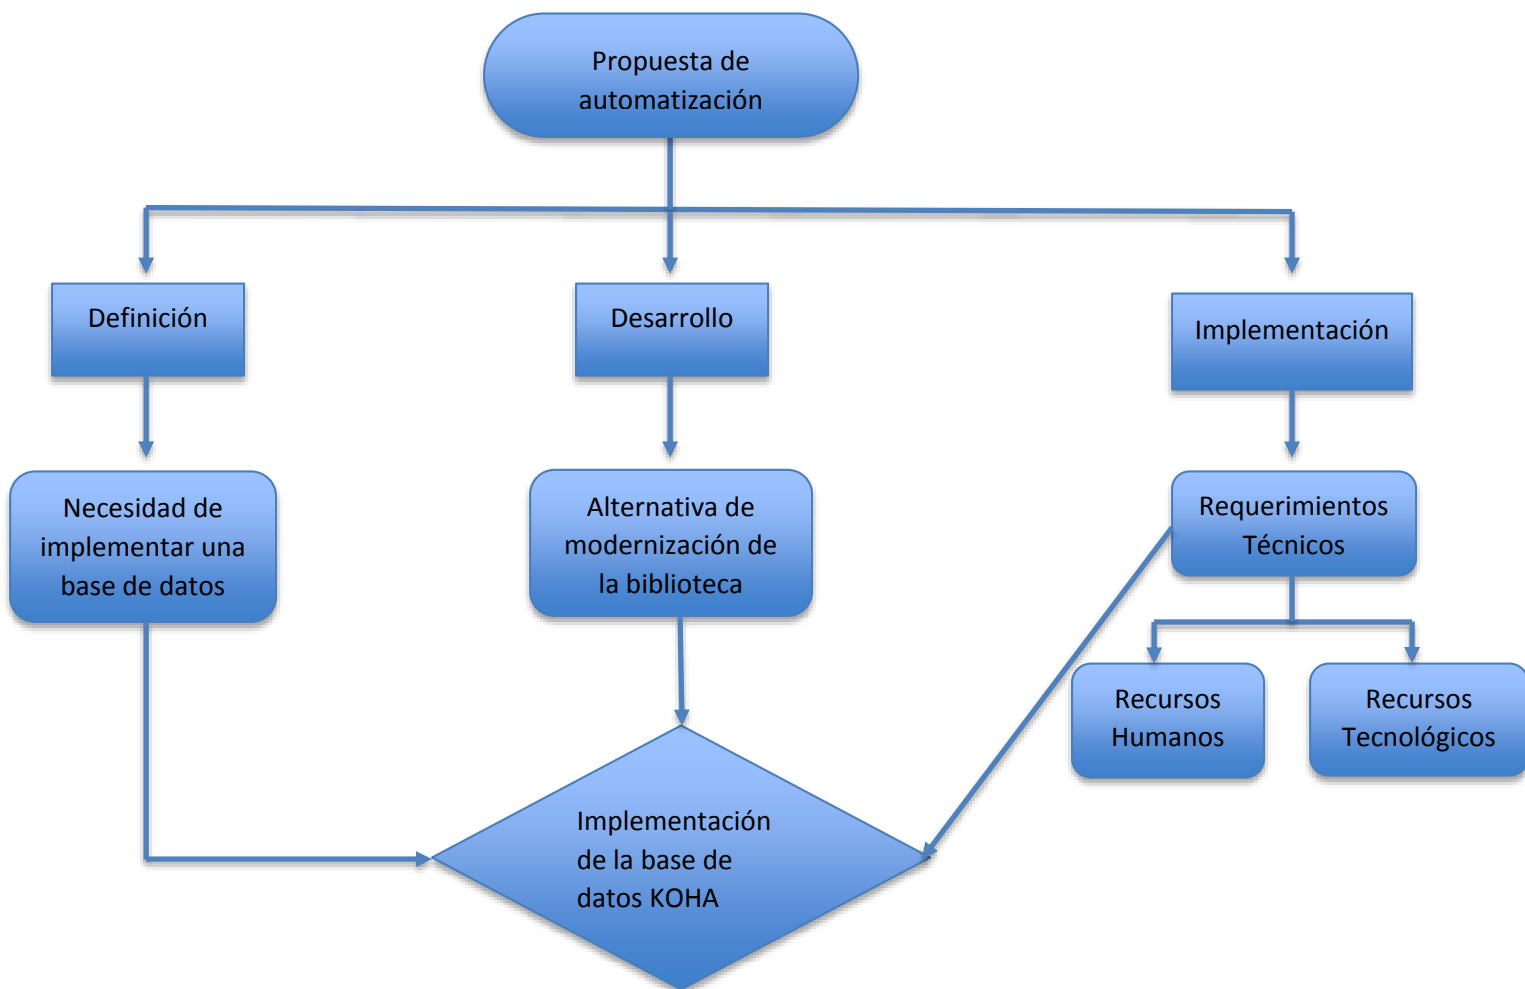 Propuesta de
automatización
Definición
Desarrollo
Implementación
Necesidad de
implementar una
base de datos
Alternativa de
modernización de
la biblioteca
Requerimientos
Técnicos
Recursos
Humanos
Recursos
Tecnológicos
Implementación
de la base de
datos KOHA